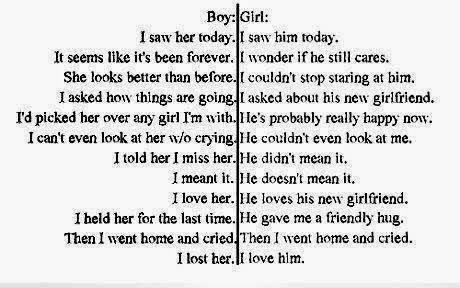 Boy: Girl:
I saw her today. I saw him today.
It seems like it's been forever. I wonder if he still cares.
She looks better than before. I couldn't stop staring at him.
I asked how things are going. I asked about his new girlfriend.
I'd picked her over any girl I'm with. He's probably really happy now.
I can't even look at her w/o crying. He couldn't even look at me.
I told her I miss her. He didn't mean it.
I meant it. He doesn't mean it.
I love her. He loves his new girlfriend.
I held her for the last time. He gave me a friendly hug.
Then I went home and cried. Then I went home and cried.
I lost her. I love him.